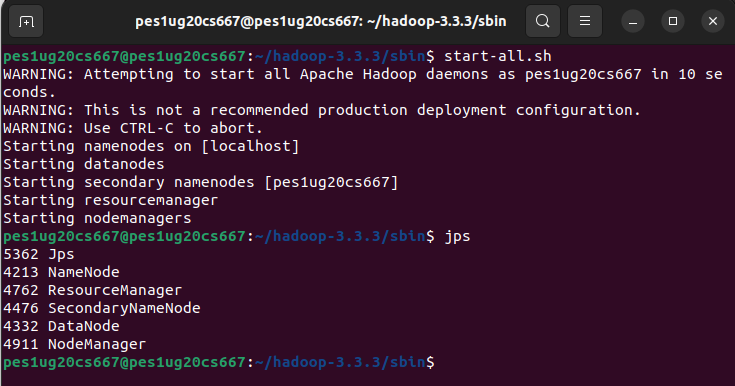 pes1ug20cs667@pes1ug20cs667: ~/hadoop-3.3.3/sbin
pes1ug20cs667@pes1ug20cs667:~/hadoop-3.3.3/sbin$ start-all.sh
WARNING: Attempting to start all Apache Hadoop daemons as pes1ug20cs667 in 10 se
conds.
WARNING: This is not a recommended production deployment configuration.
WARNING: Use CTRL-C to abort.
Starting namenodes on [localhost]
Starting datanodes
Starting secondary namenodes [pes1ug20cs667]
Starting resourcemanager
Starting nodemanagers
pes1ug20cs667@pes1ug20cs667:~/hadoop-3.3.3/sbin$ jps
5362 Jps
4213 NameNode
4762 ResourceManager
4476 SecondaryNameNode
4332 DataNode
4911 NodeManager
pes1ug20cs667@pes1ug20cs667:~/hadoop-3.3.3/sbin$